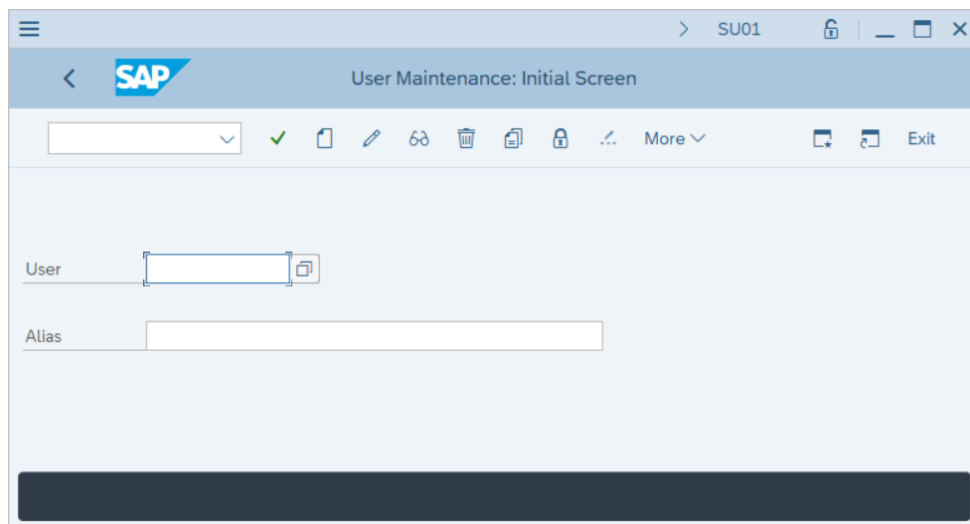 SU01
SAP User Maintenance: Initial Screen
More Exit
User
Alias